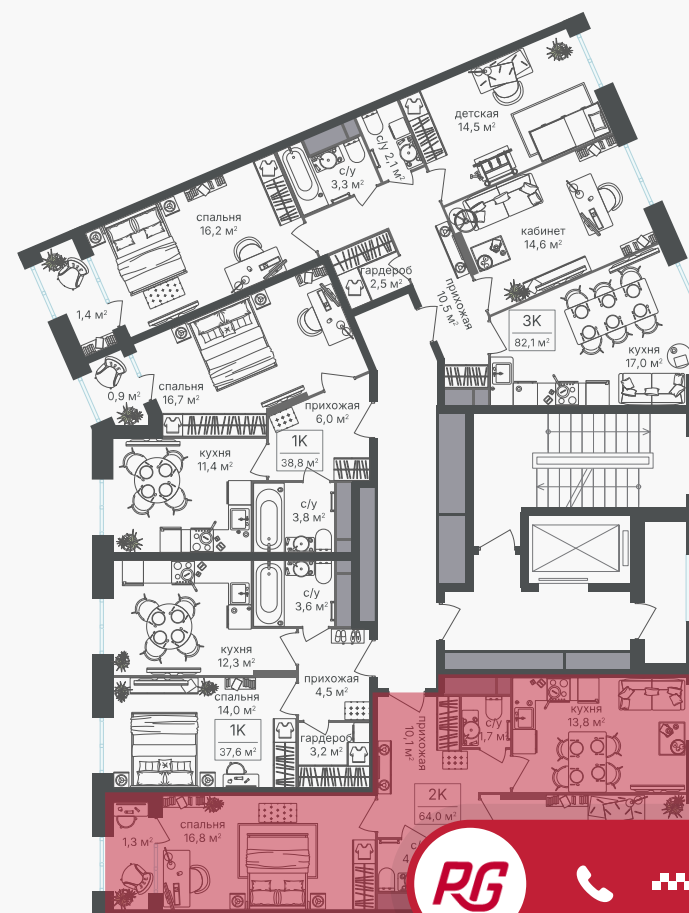 детская
14,5 м²
с/у 2,1 м²
с/у
3,3 м²
спальня
16,2 м²
кабинет
14,6 м²
гардероб
2,5 м²
прихожая
10,5 м²
1,4 м²
3К
82,1 м²
кухня
17,0 м²
0,9 м²
спальня
16,7 м²
прихожая
6,0 м²
1К
38,8 м²
кухня
11,4 м²
с/у
3,8 м²
с/у
3,6 м²
кухня
12,3 м²
прихожая
4,5 м²
спальня
14,0 м²
1К
37,6 м²
гардероб
3,2 м²
прихожая
10,1 м²
с/у
1,7 м²
кухня
13,8 м²
2К
64,0 м²
1,3 м²
спальня
16,8 м²
RG